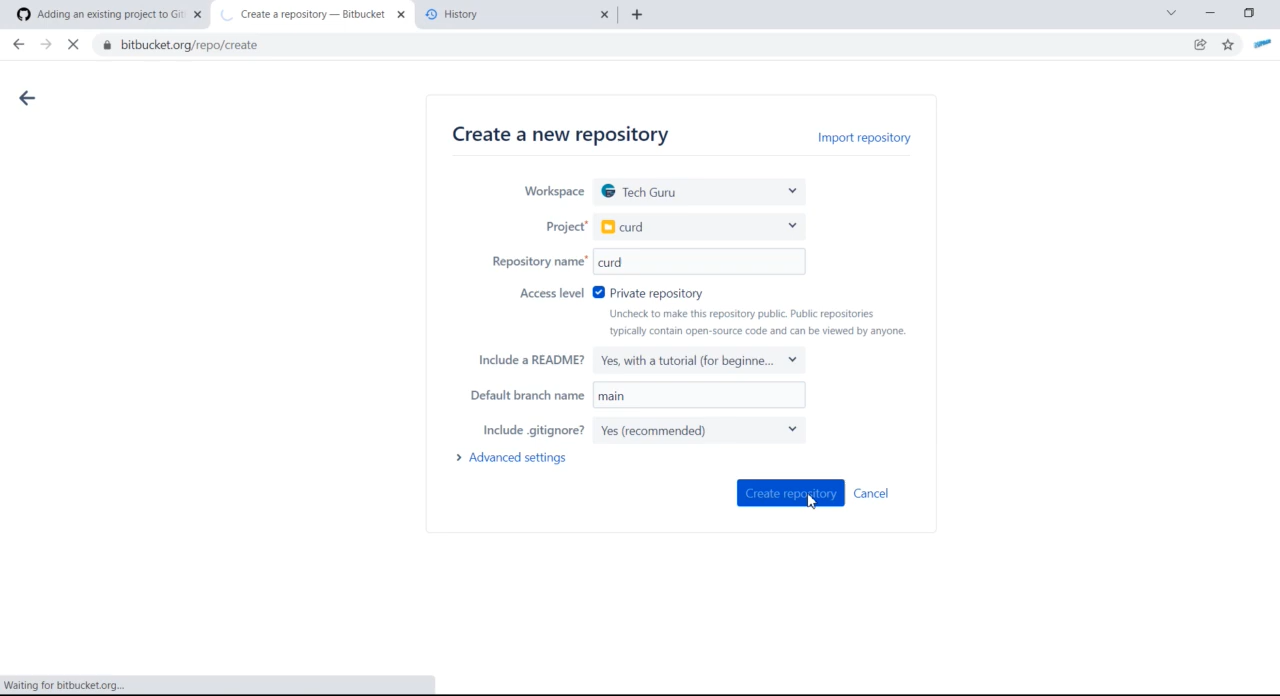 Adding an existing project to Git
Create a repository — Bitbucket
History
bitbucket.org/repo/create
Create a new repository
Import repository
Workspace
Tech Guru
Project*
curd
Repository name*
curd
Access level
Private repository
Uncheck to make this repository public. Public repositories
typically contain open-source code and can be viewed by anyone.
Include a README?
Yes, with a tutorial (for beginne...
Default branch name
main
Include .gitignore?
Yes (recommended)
Advanced settings
Create repository
Cancel
Waiting for bitbucket.org...